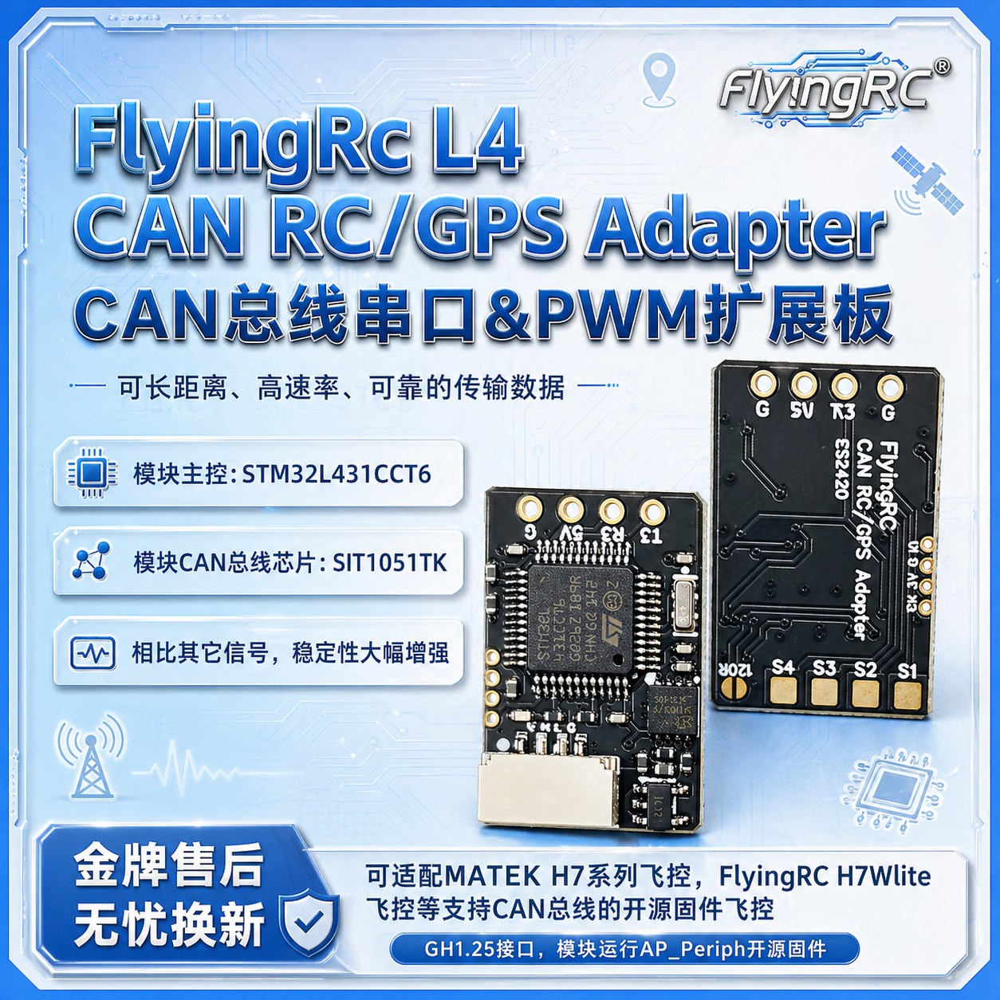 FlyingRC®
FlyingRc L4
CAN RC/GPS Adapter
CAN总线串口&PWM扩展板
可长距离、高速率、可靠的传输数据
模块主控：STM32L431CCT6
模块CAN总线芯片：SIT1051TK
相比其它信号，稳定性大幅增强
G 5V R3 T3
G 5V G
FlyingRC
CAN RC/GPS Adopter
ES2420
120R S4 S3 S2 S1
金牌售后
无忧换新
可适配MATEK H7系列飞控，FlyingRC H7Wlite
飞控等支持CAN总线的开源固件飞控
GH1.25接口，模块运行AP_Periph开源固件